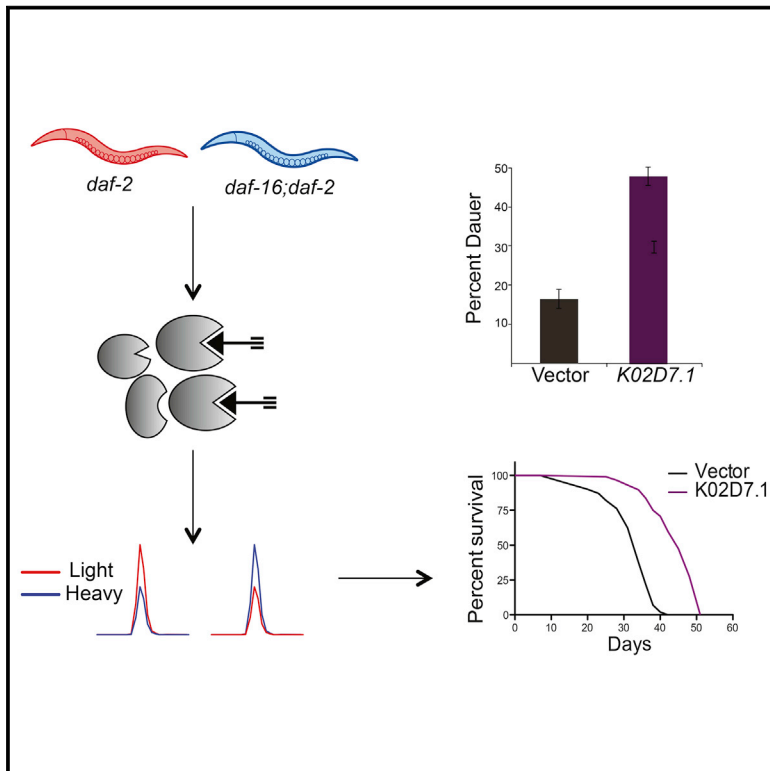 daf-2
daf-16;daf-2
Light
Heavy
Percent Dauer
50
40
30
20
10
Vector
K02D7.1
Percent survival
100
75
50
25
0
0
10
20
30
40
50
60
Days
Vector
K02D7.1